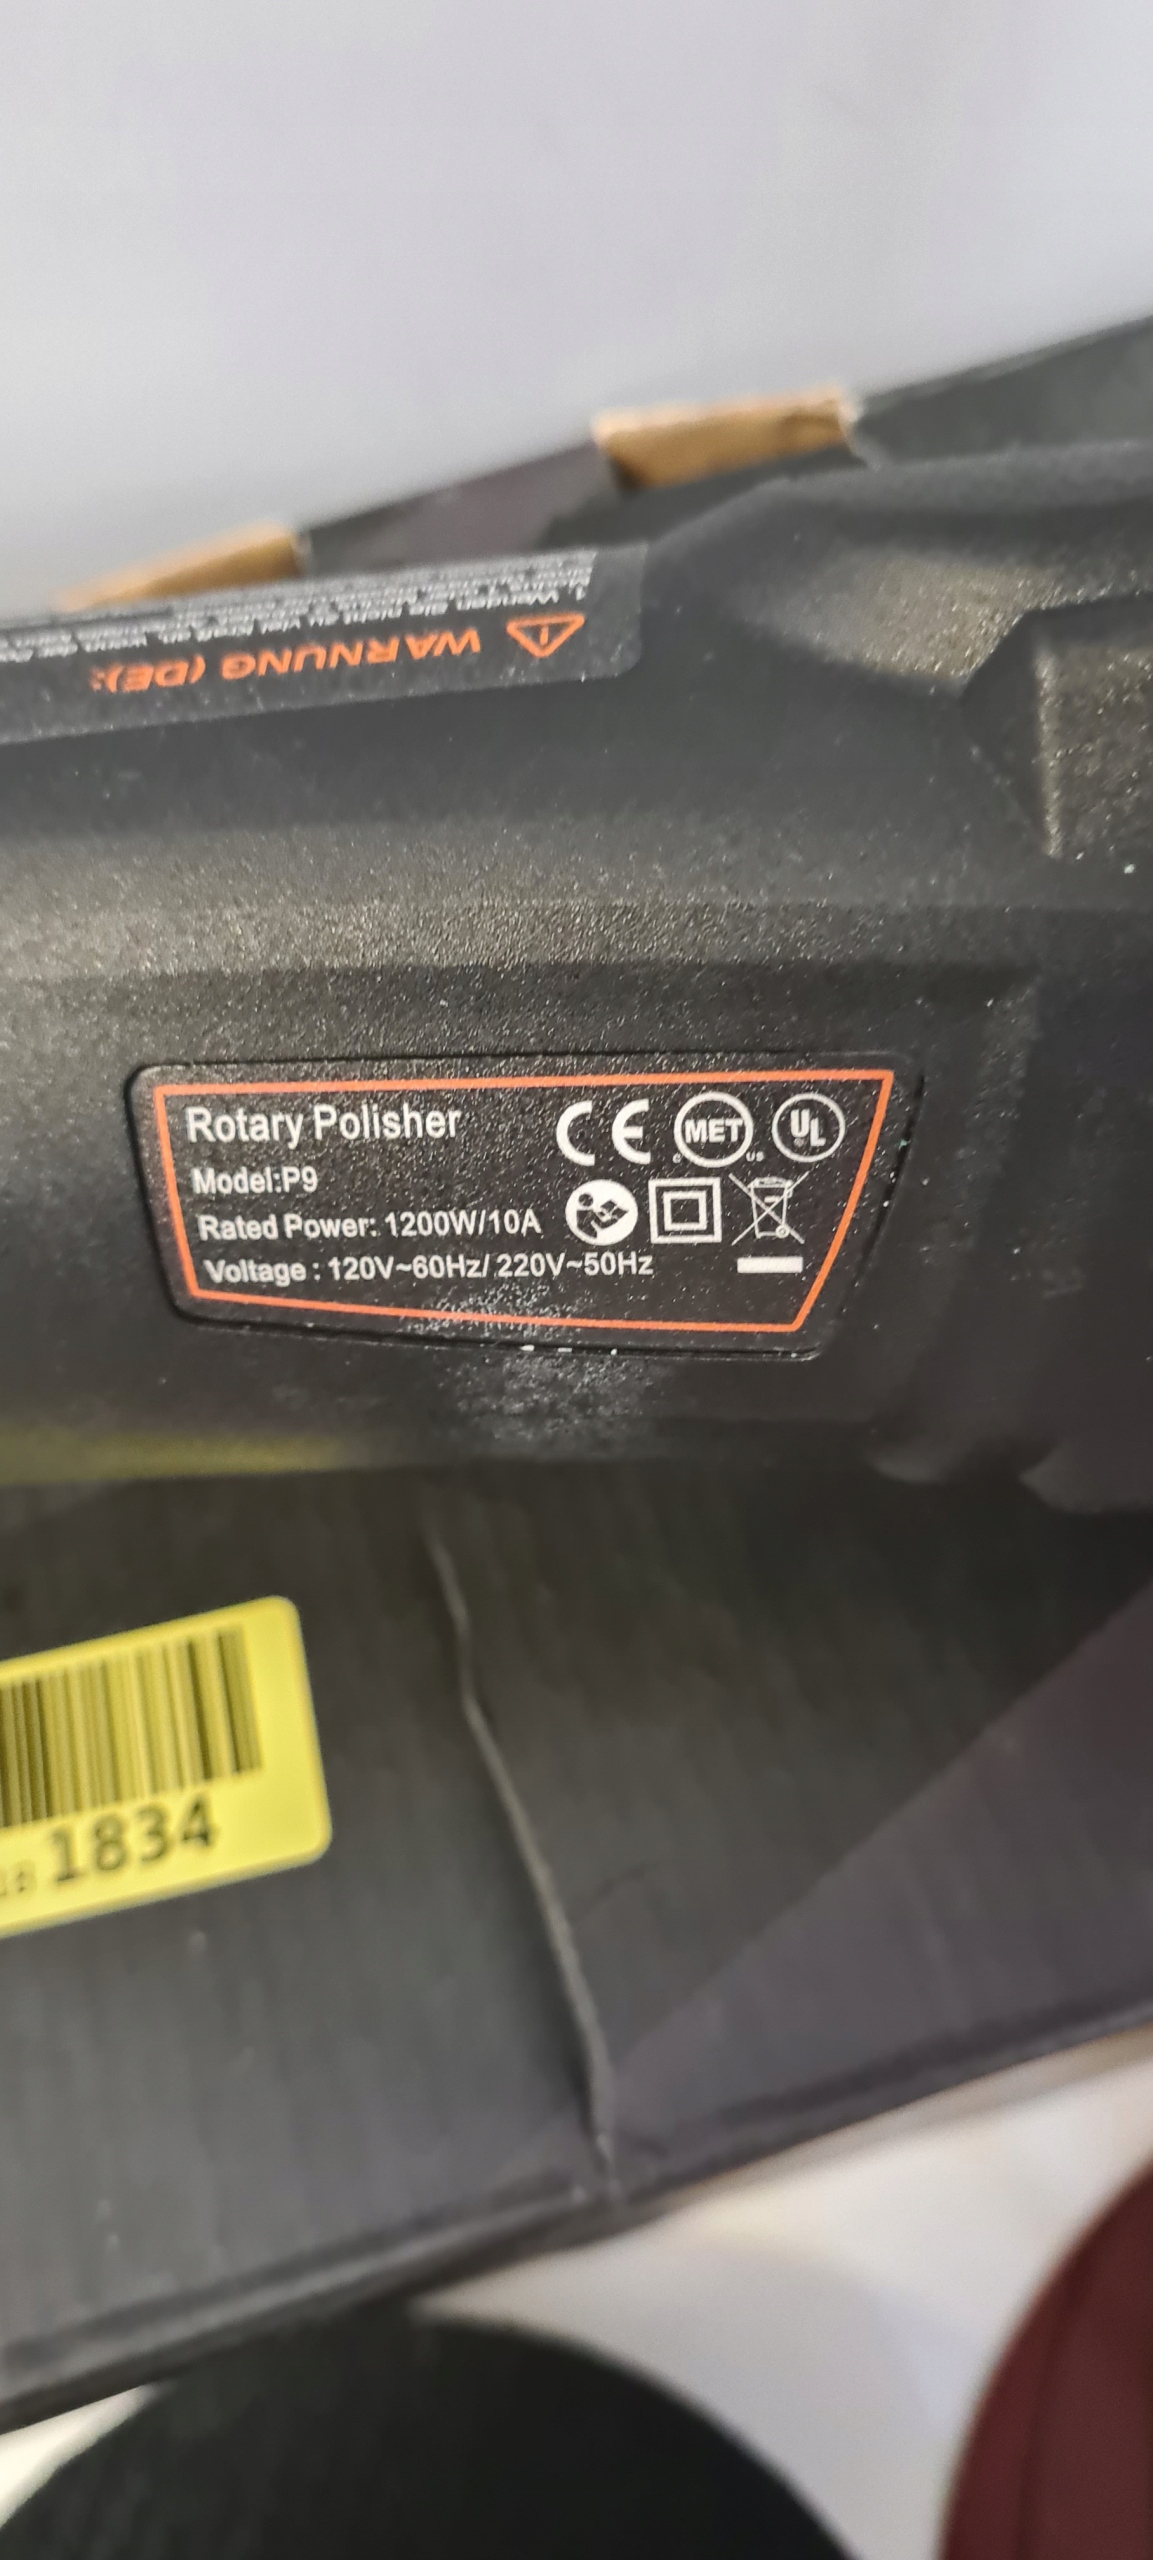 WARNUNG (DE):
Rotary Polisher
Model:P9
Rated Power: 1200W/10A
Voltage : 120V~60Hz/ 220V~50Hz
CE
c MET us
UL
1834